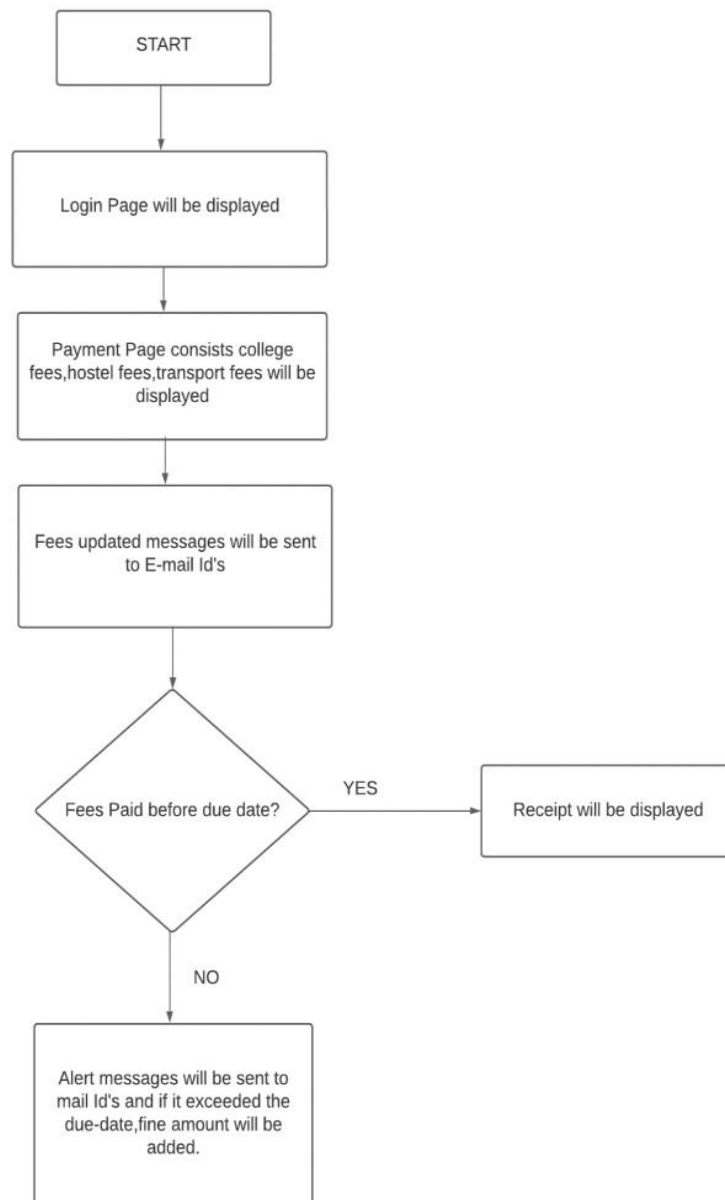 START
Login Page will be displayed
Payment Page consists college
fees,hostel fees,transport fees will be
displayed
Fees updated messages will be sent
to E-mail Id's
Fees Paid before due date?
YES
Receipt will be displayed
NO
Alert messages will be sent to
mail Id's and if it exceeded the
due-date,fine amount will be
added.